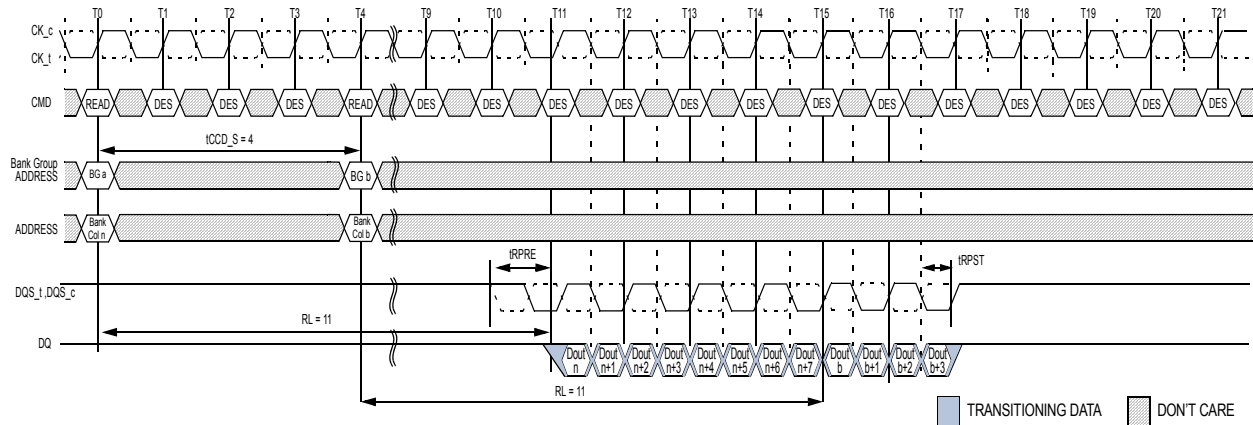 T0 T1 T2 T3 T4 T9 T10 T11 T12 T13 T14 T15 T16 T17 T18 T19 T20 T21
CK_c
CK_t
CMD READ DES DES DES READ DES DES DES DES DES DES DES DES DES DES DES DES DES
tCCD_S = 4
Bank Group
ADDRESS BG a BG b
ADDRESS Bank
Col n Bank
Col b
tRPRE tRPST
DQS_t ,DQS_c
RL = 11
DQ
Dout
n Dout
n+1 Dout
n+2 Dout
n+3 Dout
n+4 Dout
n+5 Dout
n+6 Dout
n+7 Dout
b Dout
b+1 Dout
b+2 Dout
b+3
RL = 11
TRANSITIONING DATA DON'T CARE